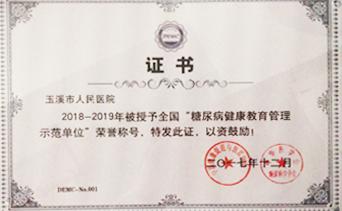 DEMC
证书
玉溪市人民医院
2018-2019年被授予全国“糖尿病健康教育管理
示范单位”荣誉称号，特发此证，以资鼓励！
二〇一七年十二月
DEMC-No.001